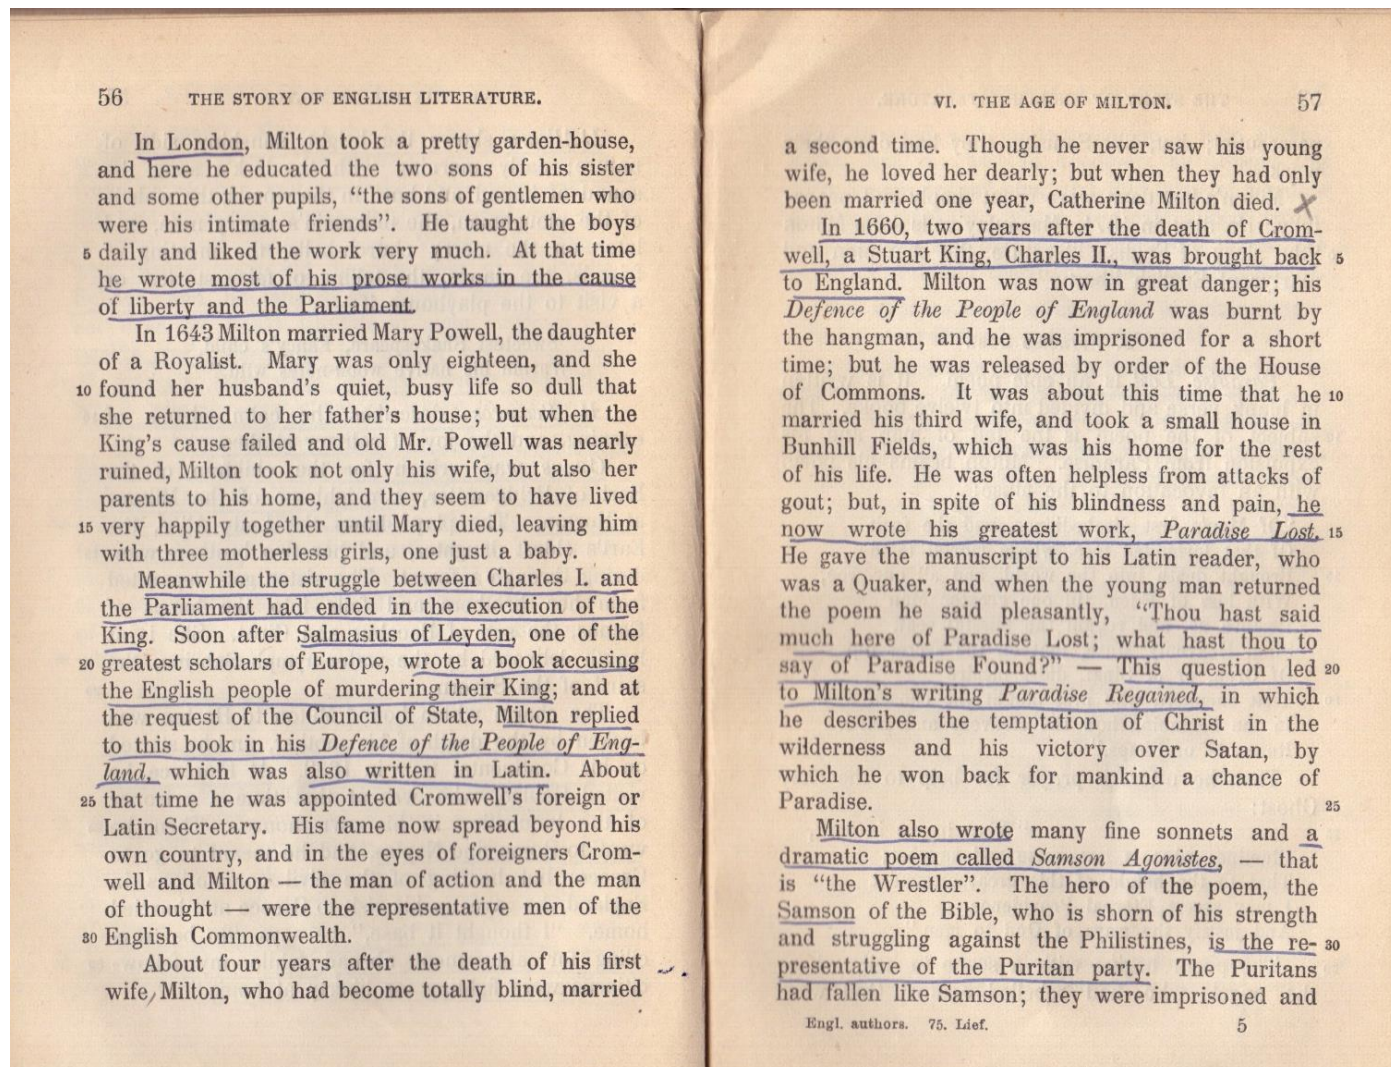 56 THE STORY OF ENGLISH LITERATURE.
In London, Milton took a pretty garden-house,
and here he educated the two sons of his sister
and some other pupils, “the sons of gentlemen who
were his intimate friends”. He taught the boys
5 daily and liked the work very much. At that time
he wrote most of his prose works in the cause
of liberty and the Parliament.
In 1643 Milton married Mary Powell, the daughter
of a Royalist. Mary was only eighteen, and she
10 found her husband’s quiet, busy life so dull that
she returned to her father’s house; but when the
King’s cause failed and old Mr. Powell was nearly
ruined, Milton took not only his wife, but also her
parents to his home, and they seem to have lived
15 very happily together until Mary died, leaving him
with three motherless girls, one just a baby.
Meanwhile the struggle between Charles I. and
the Parliament had ended in the execution of the
King. Soon after Salmasius of Leyden, one of the
20 greatest scholars of Europe, wrote a book accusing
the English people of murdering their King; and at
the request of the Council of State, Milton replied
to this book in his Defence of the People of Eng-
land, which was also written in Latin. About
25 that time he was appointed Cromwell’s foreign or
Latin Secretary. His fame now spread beyond his
own country, and in the eyes of foreigners Crom-
well and Milton — the man of action and the man
of thought — were the representative men of the
30 English Commonwealth.
About four years after the death of his first
wife, Milton, who had become totally blind, married
VI. THE AGE OF MILTON. 57
a second time. Though he never saw his young
wife, he loved her dearly; but when they had only
been married one year, Catherine Milton died.
In 1660, two years after the death of Crom-
well, a Stuart King, Charles II., was brought back 5
to England. Milton was now in great danger; his
Defence of the People of England was burnt by
the hangman, and he was imprisoned for a short
time; but he was released by order of the House
of Commons. It was about this time that he 10
married his third wife, and took a small house in
Bunhill Fields, which was his home for the rest
of his life. He was often helpless from attacks of
gout; but, in spite of his blindness and pain, he
now wrote his greatest work, Paradise Lost. 15
He gave the manuscript to his Latin reader, who
was a Quaker, and when the young man returned
the poem he said pleasantly, “Thou hast said
much here of Paradise Lost; what hast thou to
say of Paradise Found?” — This question led 20
to Milton’s writing Paradise Regained, in which
he describes the temptation of Christ in the
wilderness and his victory over Satan, by
which he won back for mankind a chance of
Paradise. 25
Milton also wrote many fine sonnets and a
dramatic poem called Samson Agonistes, — that
is “the Wrestler”. The hero of the poem, the
Samson of the Bible, who is shorn of his strength
and struggling against the Philistines, is the re- 30
presentative of the Puritan party. The Puritans
had fallen like Samson; they were imprisoned and
Engl. authors. 75. Lief. 5